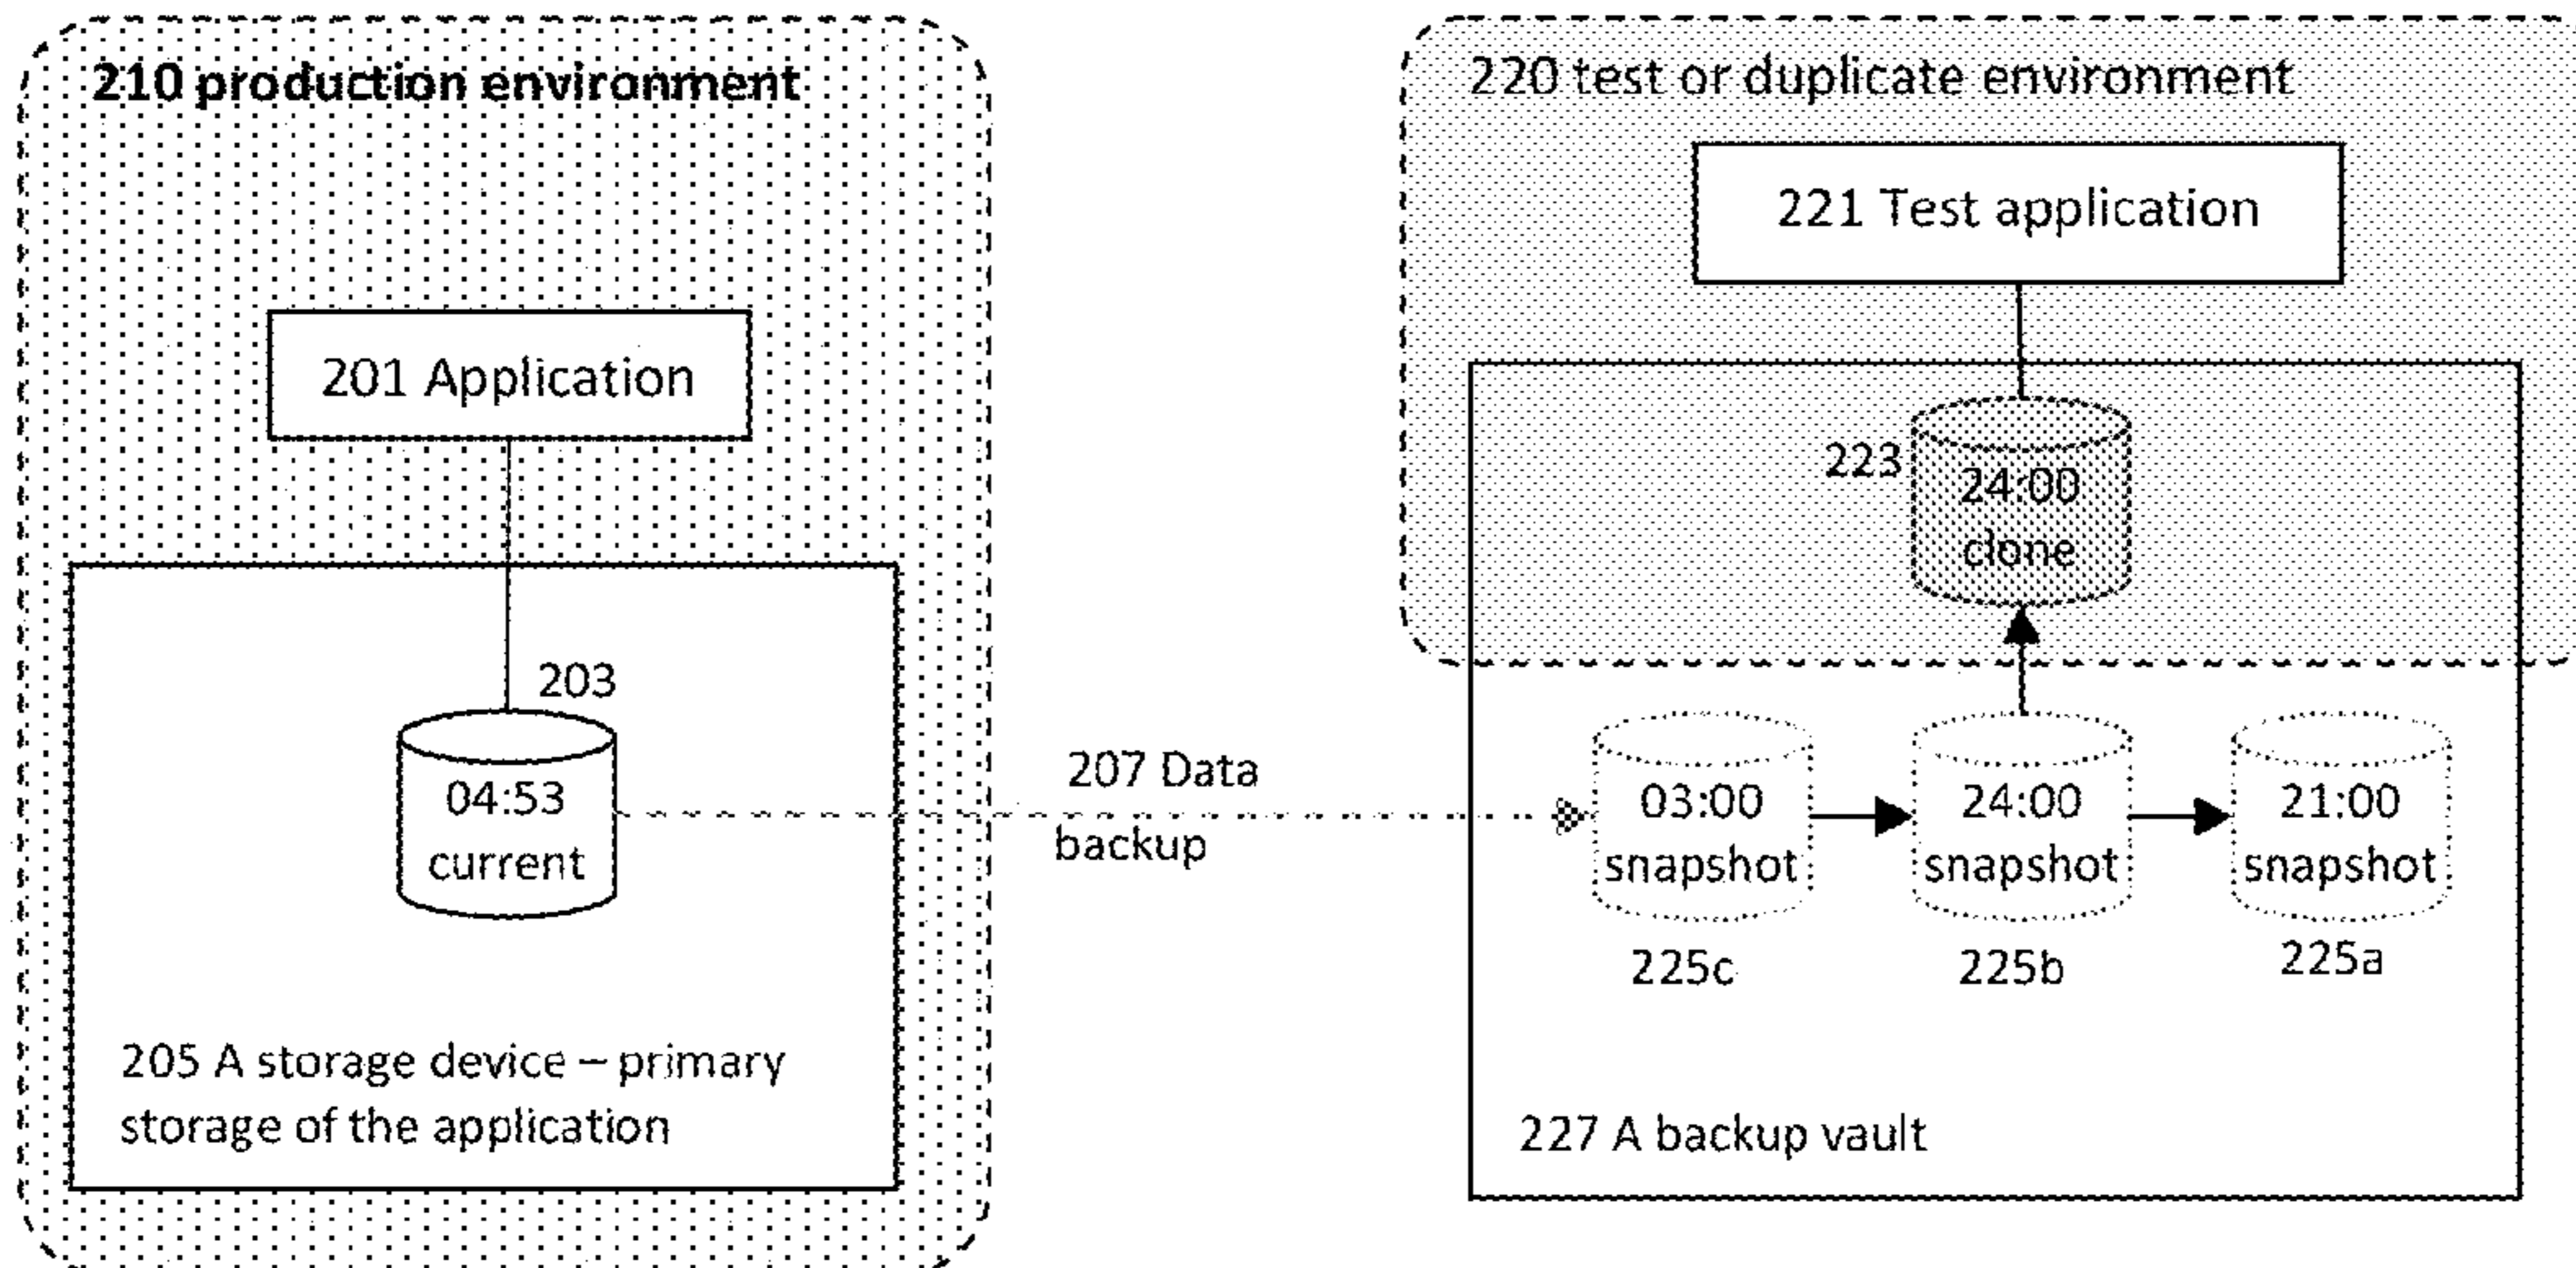 210 production environment
201 Application
203
04:53
current
205 A storage device – primary
storage of the application
207 Data
backup
220 test or duplicate environment
221 Test application
223
24:00
clone
03:00
snapshot
24:00
snapshot
21:00
snapshot
225c
225b
225a
227 A backup vault